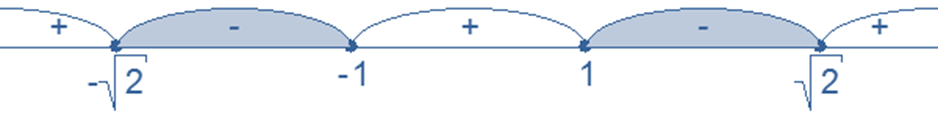 + - + - +
-√2 -1 1 √2